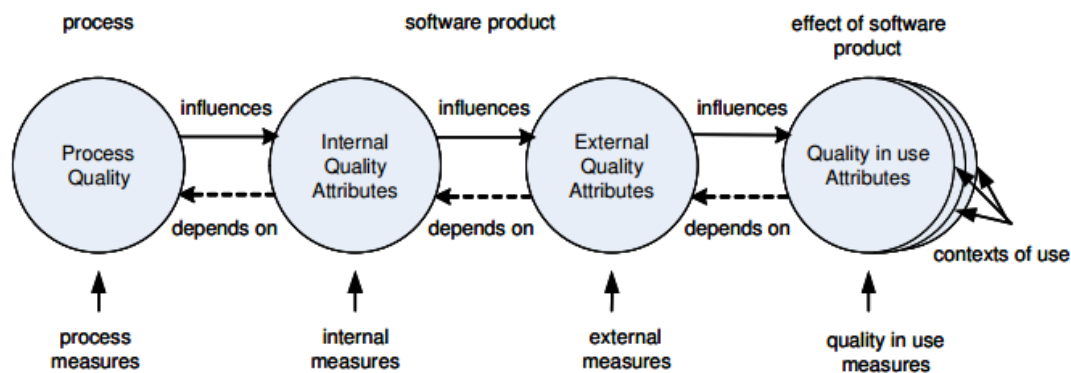 process
software product
effect of software
product
influences
influences
influences
Process
Quality
Internal
Quality
Attributes
External
Quality
Attributes
Quality in use
Attributes
depends on
depends on
depends on
contexts of use
process
measures
internal
measures
external
measures
quality in use
measures